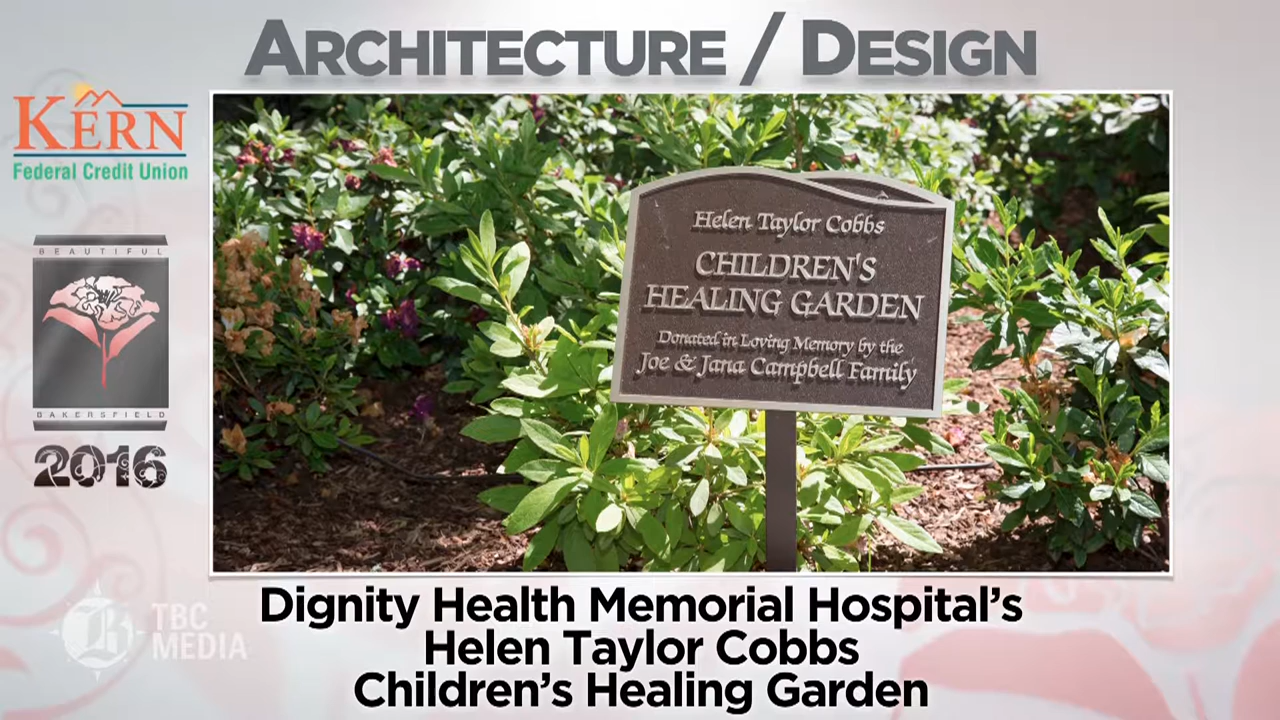 ARCHITECTURE / DESIGN
KERN
Federal Credit Union
BEAUTIFUL
BAKERSFIELD
2016
Helen Taylor Cobbs
CHILDREN'S
HEALING GARDEN
Donated in Loving Memory by the
Joe & Jana Campbell Family
B TBC
MEDIA
Dignity Health Memorial Hospital’s
Helen Taylor Cobbs
Children’s Healing Garden